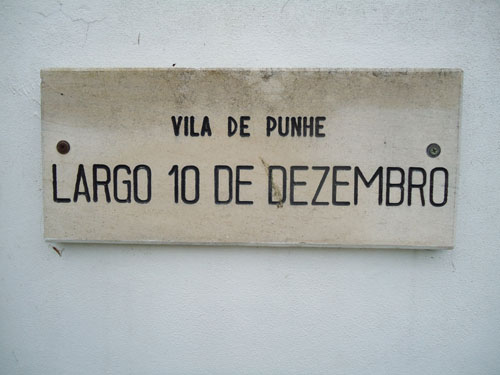 VILA DE PUNHE
LARGO 10 DE DEZEMBRO